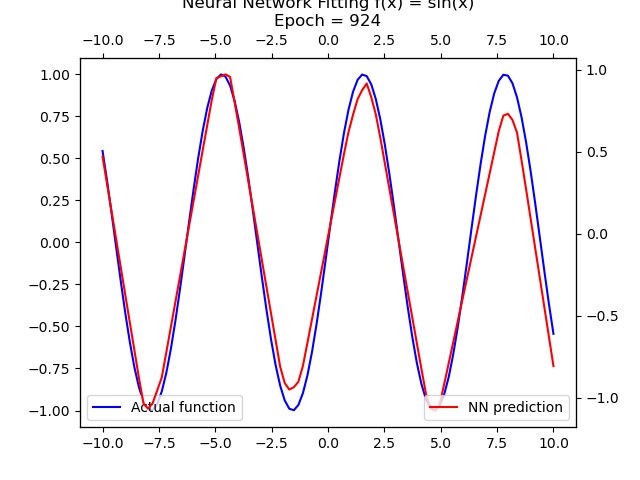 Neural Network Fitting f(x) = sin(x)
Epoch = 924
−10.0 −7.5 −5.0 −2.5 0.0 2.5 5.0 7.5 10.0
1.00 1.0
0.75
0.50 0.5
0.25
0.00 0.0
−0.25
−0.50 −0.5
−0.75
−1.00 −1.0
Actual function NN prediction
−10.0 −7.5 −5.0 −2.5 0.0 2.5 5.0 7.5 10.0